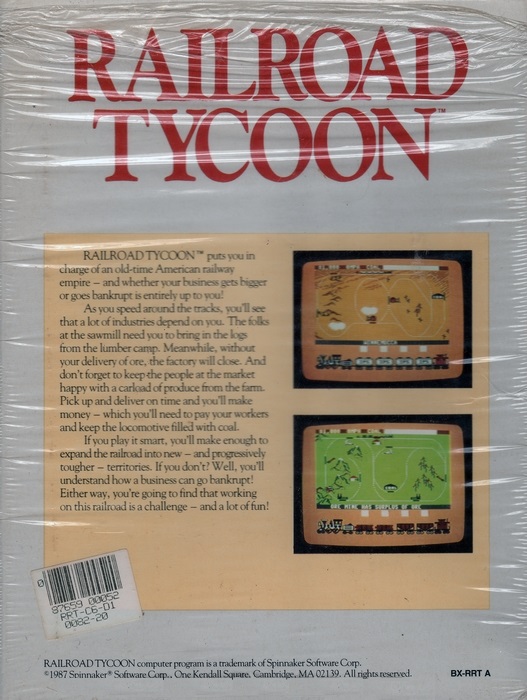 RAILROAD
TYCOON™
RAILROAD TYCOON™ puts you in
charge of an old-time American railway
empire – and whether your business gets bigger
or goes bankrupt is entirely up to you!
As you speed around the tracks, you'll see
that a lot of industries depend on you. The folks
at the sawmill need you to bring in the logs
from the lumber camp. Meanwhile, without
your delivery of ore, the factory will close. And
don't forget to keep the people at the market
happy with a carload of produce from the farm.
Pick up and deliver on time and you'll make
money – which you'll need to pay your workers
and keep the locomotive filled with coal.
If you play it smart, you'll make enough to
expand the railroad into new – and progressively
tougher – territories. If you don't? Well, you'll
understand how a business can go bankrupt!
Either way, you're going to find that working
on this railroad is a challenge – and a lot of fun!
ORE MINE HAS SURPLUS OF ORE
0
87659 00052
RRT-C6-D1
0082-20
RAILROAD TYCOON computer program is a trademark of Spinnaker Software Corp.
©1987 Spinnaker® Software Corp., One Kendall Square, Cambridge, MA 02139. All rights reserved.
BX-RRT A